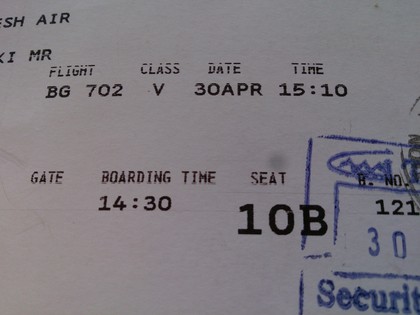 ESH AIR
KI MR
FLIGHT CLASS DATE TIME
BG 702 V 30APR 15:10
GATE BOARDING TIME SEAT B. NO.
14:30 10B 121
30
Securit